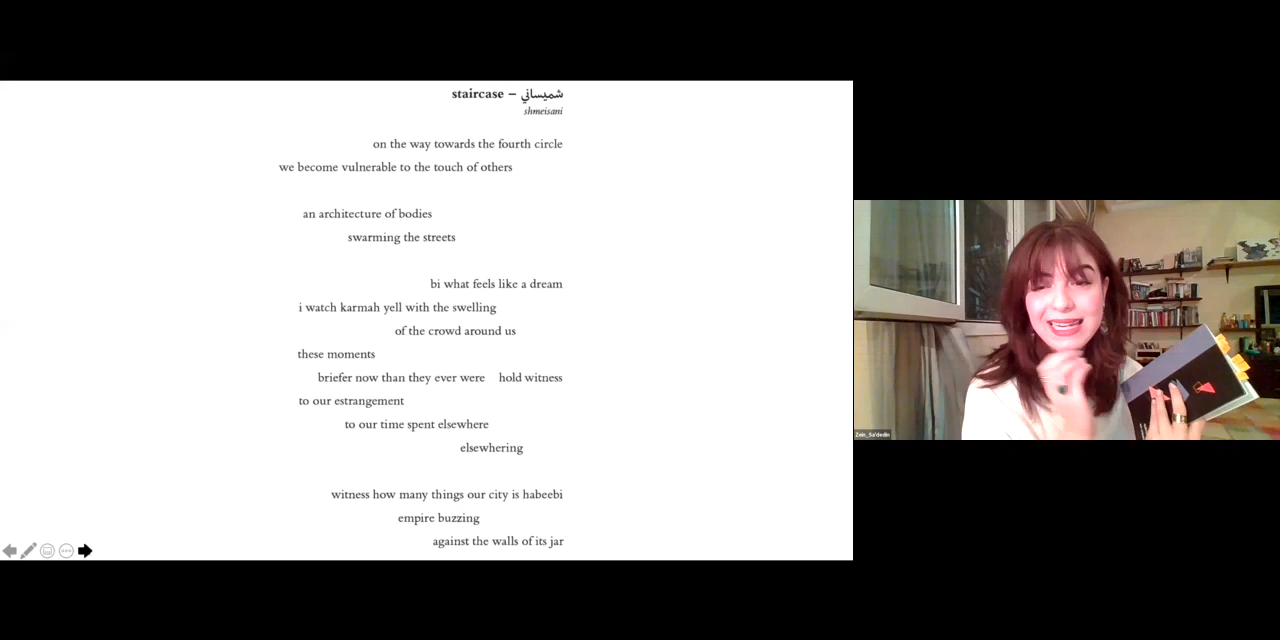 staircase – شميساني
shmeisani
on the way towards the fourth circle
we become vulnerable to the touch of others
an architecture of bodies
swarming the streets
bi what feels like a dream
i watch karmah yell with the swelling
of the crowd around us
these moments
briefer now than they ever were hold witness
to our estrangement
to our time spent elsewhere
elsewhering
witness how many things our city is habeebi
empire buzzing
against the walls of its jar
Zein_Sa'dedin